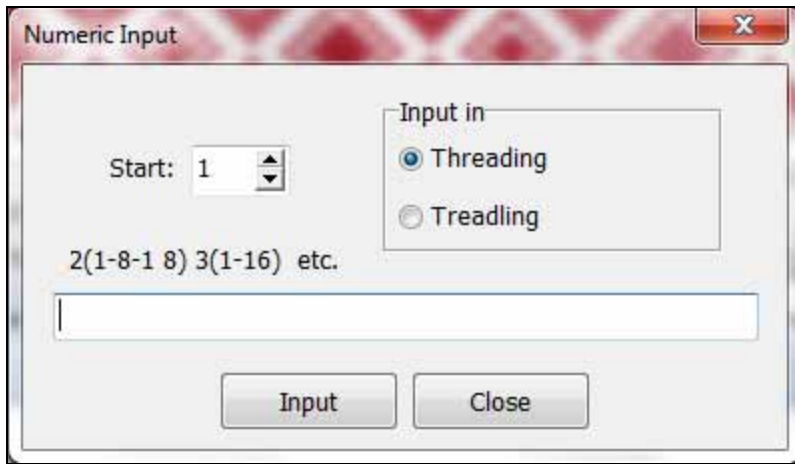 Numeric Input
Start: 1
Input in
Threading
Treadling
2(1-8-1 8) 3(1-16) etc.
Input
Close